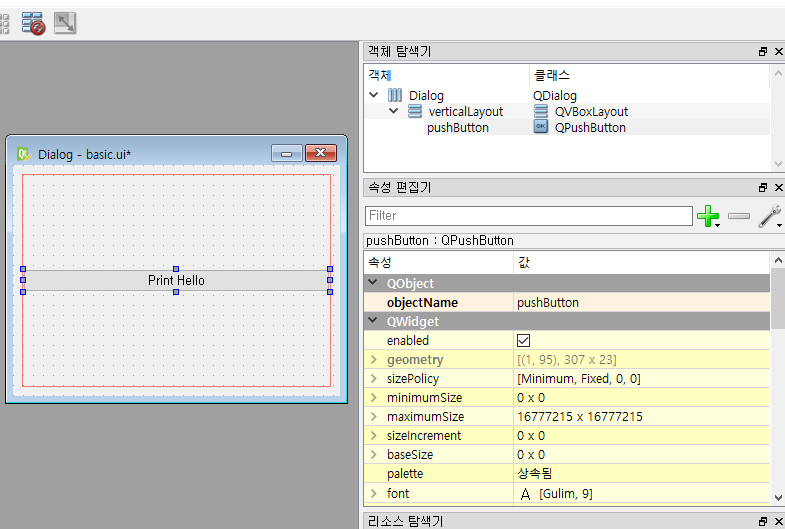 객체 탐색기
객체 클래스
Dialog QDialog
verticalLayout QVBoxLayout
pushButton OK QPushButton
Dialog - basic.ui*
Print Hello
속성 편집기
Filter
pushButton : QPushButton
속성 값
QObject
objectName pushButton
QWidget
enabled
geometry [(1, 95), 307 x 23]
sizePolicy [Minimum, Fixed, 0, 0]
minimumSize 0 x 0
maximumSize 16777215 x 16777215
sizeIncrement 0 x 0
baseSize 0 x 0
palette 상속됨
font A [Gulim, 9]
리소스 탐색기